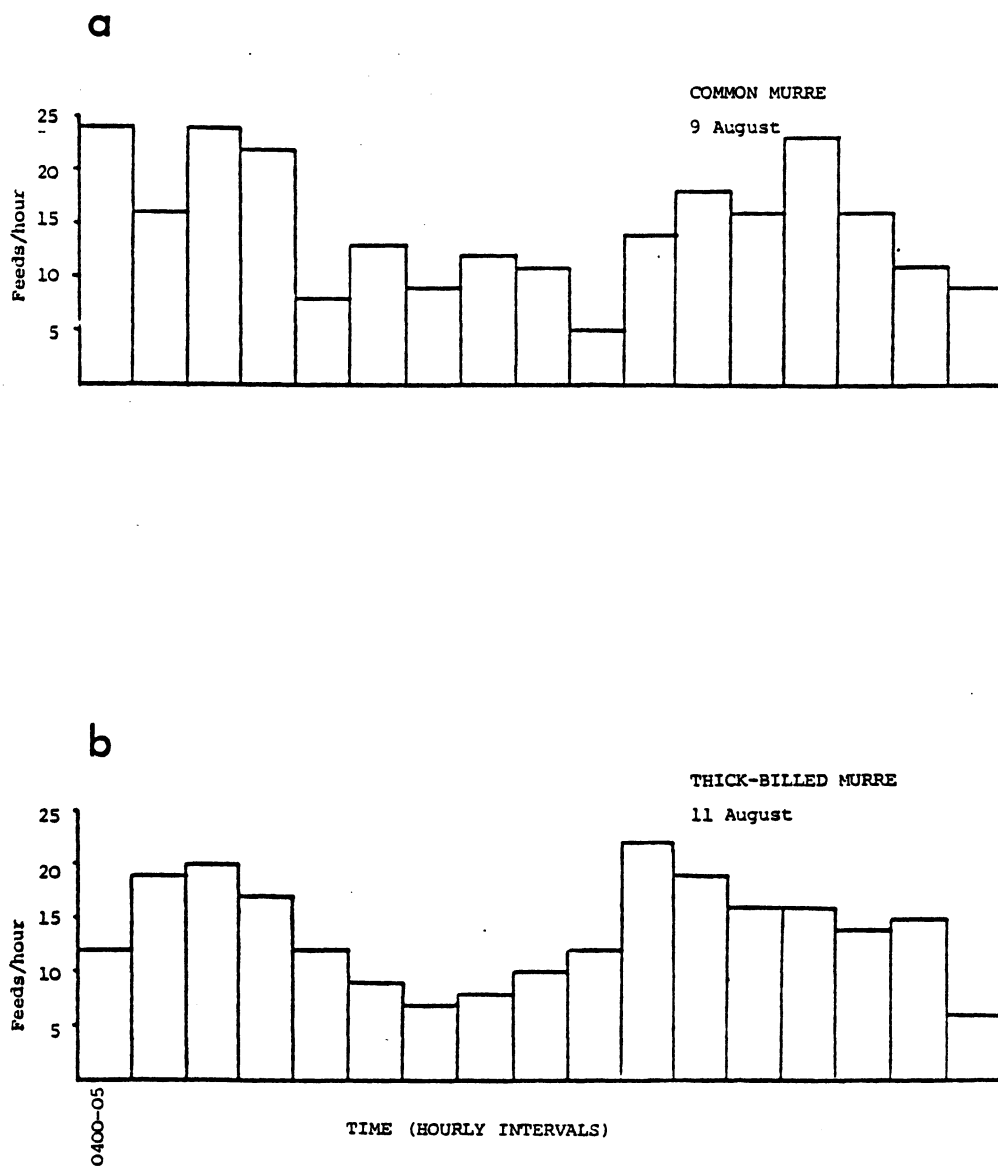 a
COMMON MURRE
9 August
25
20
15
10
5
Feeds/hour
b
THICK-BILLED MURRE
11 August
25
20
15
10
5
Feeds/hour
0400-05
TIME (HOURLY INTERVALS)